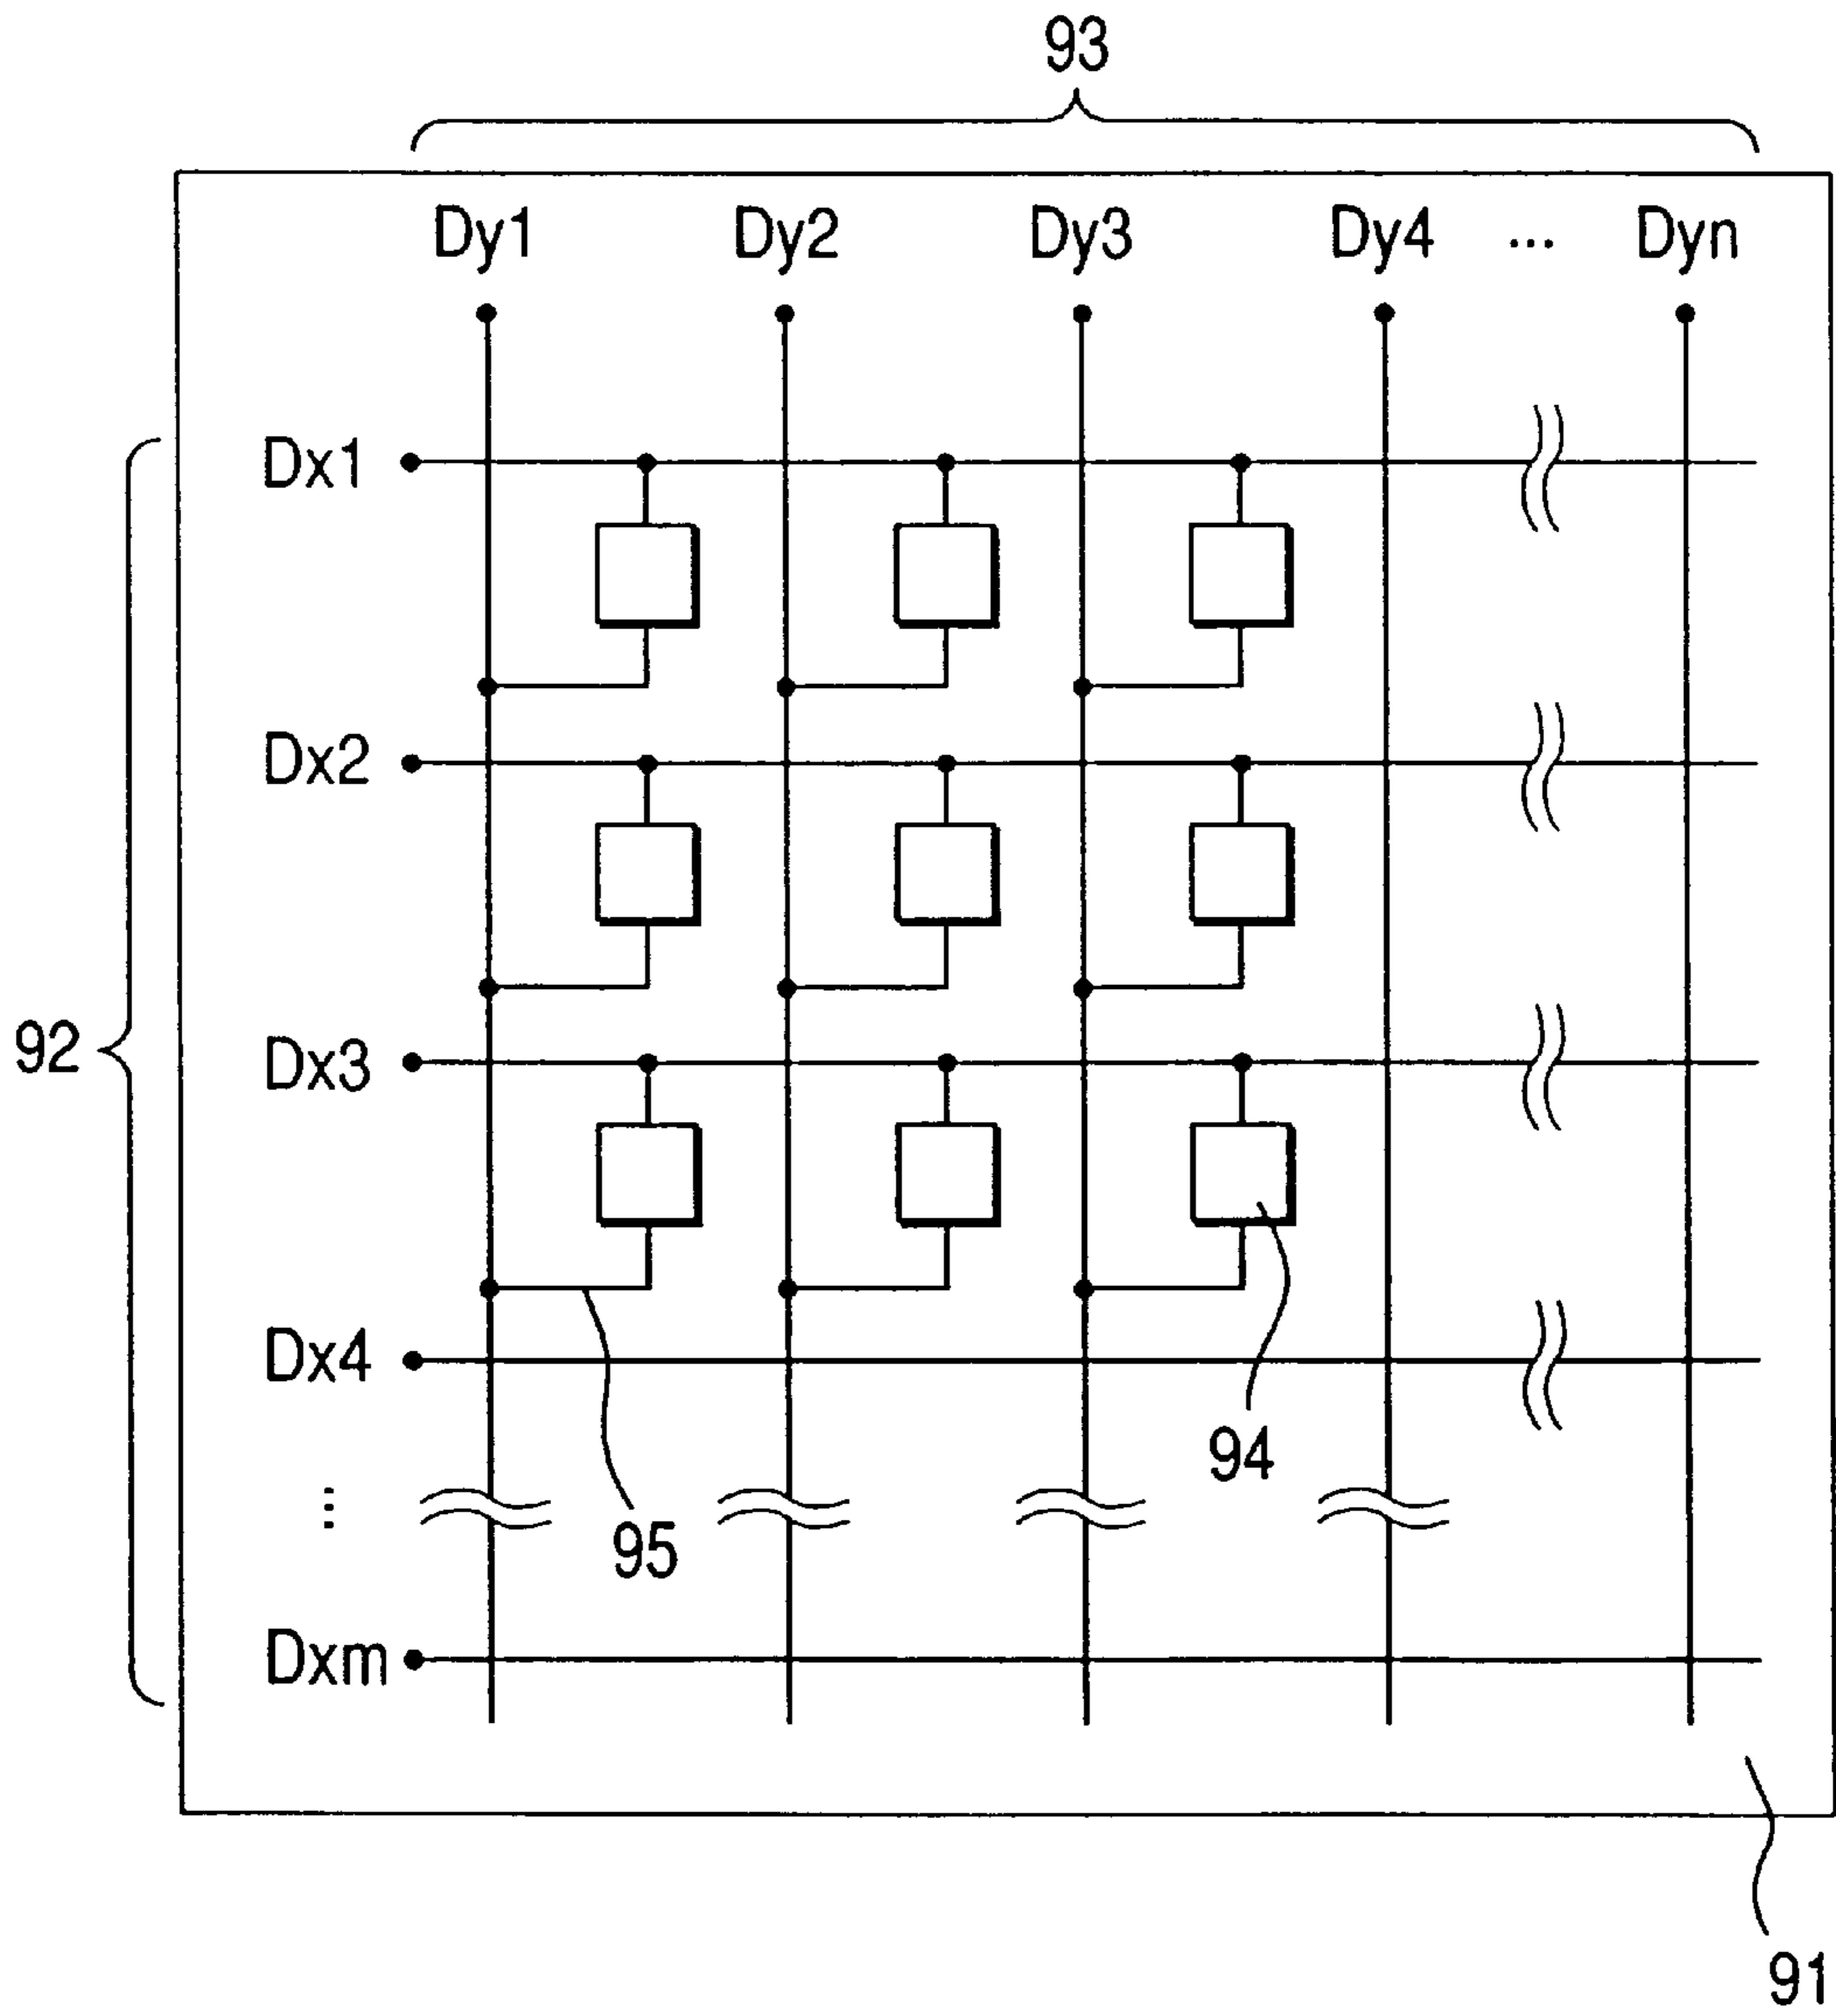 93
Dy1 Dy2 Dy3 Dy4 ... Dyn
Dx1
Dx2
92
Dx3
Dx4
94
⋮
95
Dxm
91